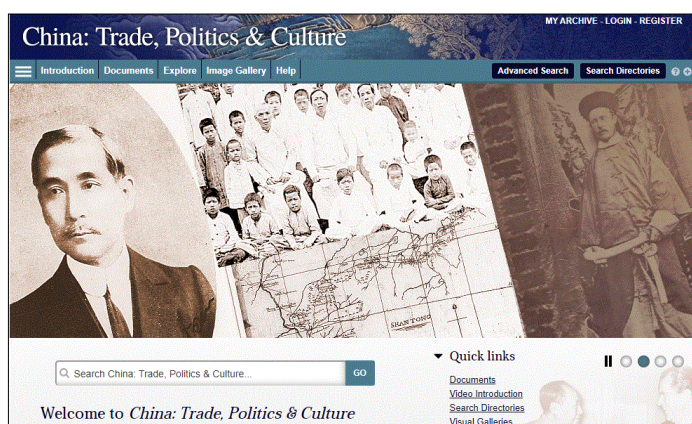 MY ARCHIVE - LOGIN - REGISTER
China: Trade, Politics & Culture
Introduction Documents Explore Image Gallery Help Advanced Search Search Directories
SHANTONG
Search China: Trade, Politics & Culture... GO
Quick links
Documents
Video Introduction
Search Directories
Visual Galleries
Welcome to China: Trade, Politics & Culture